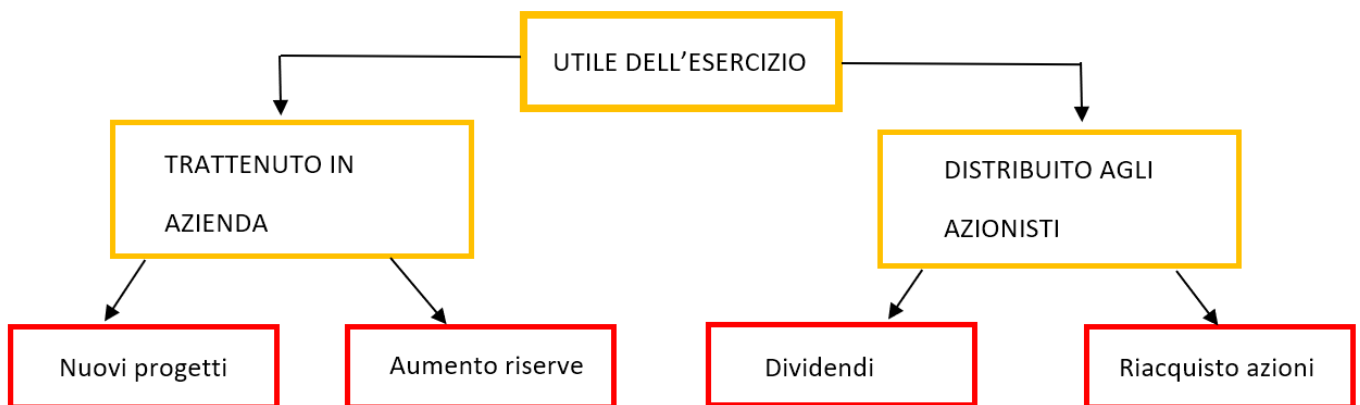 UTILE DELL’ESERCIZIO
TRATTENUTO IN
AZIENDA
DISTRIBUITO AGLI
AZIONISTI
Nuovi progetti
Aumento riserve
Dividendi
Riacquisto azioni